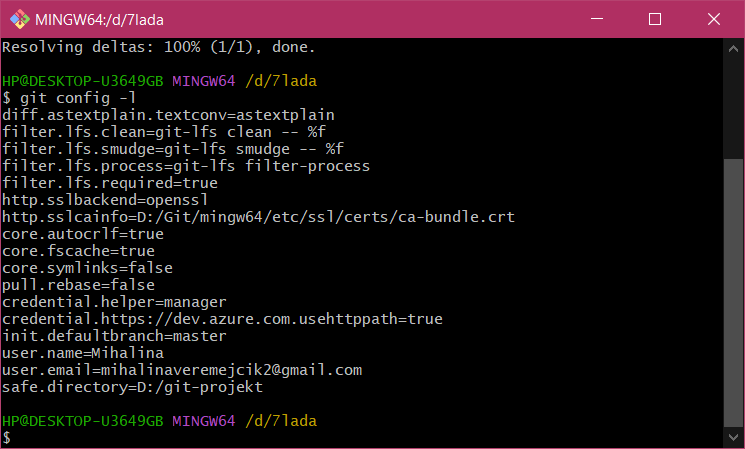 MINGW64:/d/7lada
Resolving deltas: 100% (1/1), done.
HP@DESKTOP-U3649GB MINGW64 /d/7lada
$ git config -l
diff.astextplain.textconv=astextplain
filter.lfs.clean=git-lfs clean -- %f
filter.lfs.smudge=git-lfs smudge -- %f
filter.lfs.process=git-lfs filter-process
filter.lfs.required=true
http.sslbackend=openssl
http.sslcainfo=D:/Git/mingw64/etc/ssl/certs/ca-bundle.crt
core.autocrlf=true
core.fscache=true
core.symlinks=false
pull.rebase=false
credential.helper=manager
credential.https://dev.azure.com.usehttppath=true
init.defaultbranch=master
user.name=Mihalina
user.email=mihalinaveremejcik2@gmail.com
safe.directory=D:/git-projekt
HP@DESKTOP-U3649GB MINGW64 /d/7lada
$